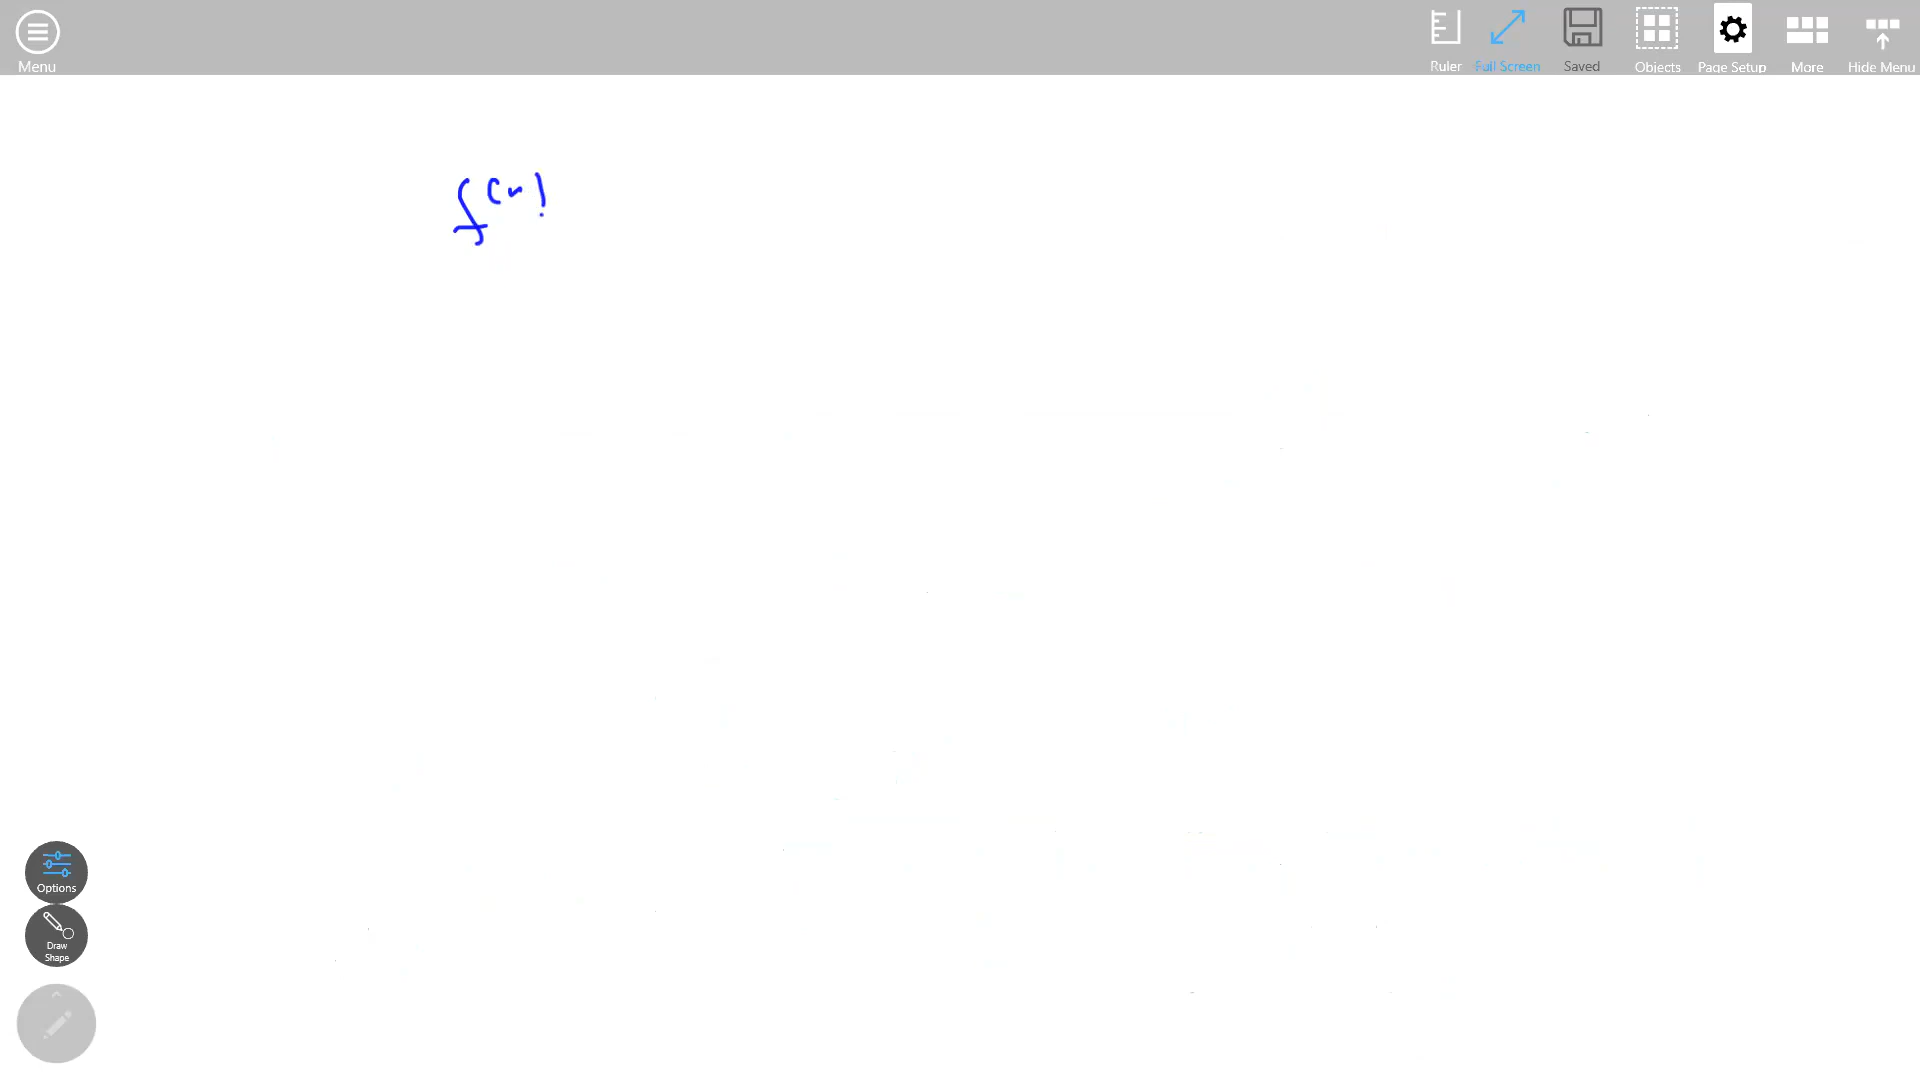 Menu
Ruler
Full Screen
Saved
Objects
Page Setup
More
Hide Menu
Options
Draw
Shape